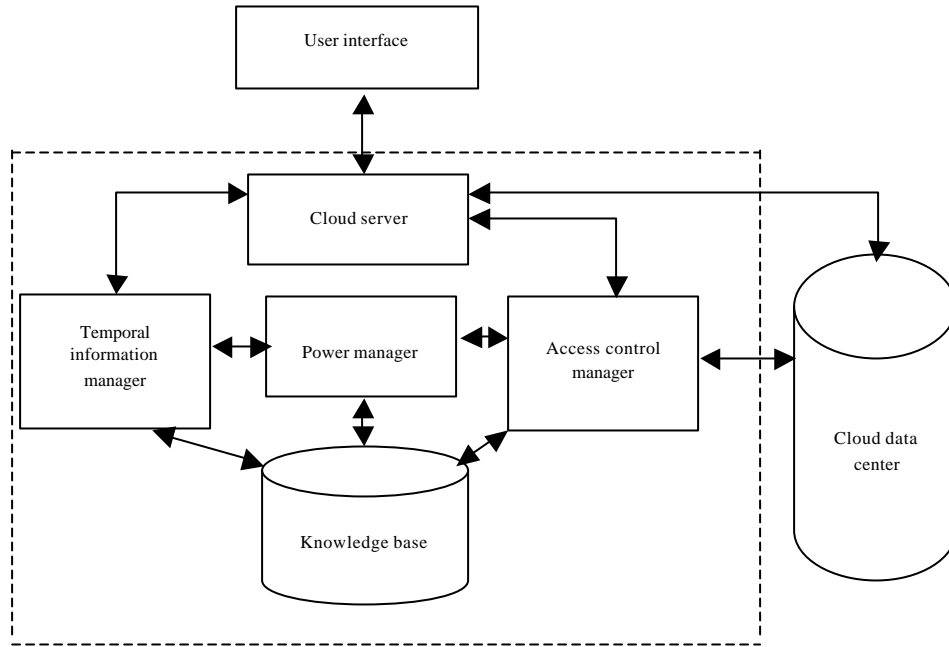 User interface
Cloud server
Temporal
information
manager
Power manager
Access control
manager
Cloud data
center
Knowledge base